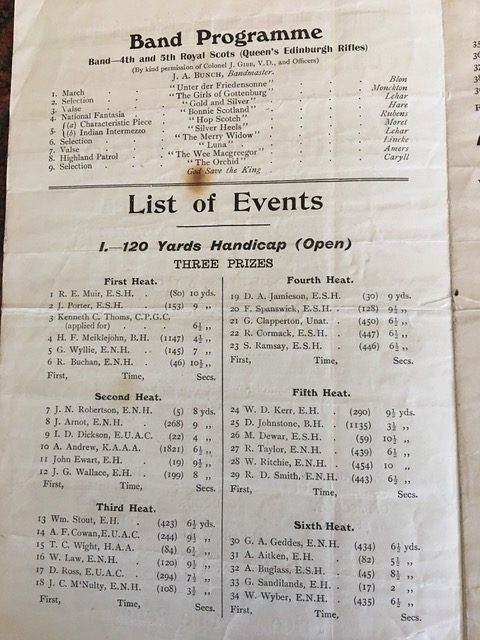 Band Programme
Band—4th and 5th Royal Scots (Queen's Edinburgh Rifles)
(By kind permission of Colonel J. GIBB, V.D., and Officers)
J. A. BUNCH, Bandmaster.
1. March "Unter der Friedensonne" Blon
2. Selection "The Girls of Gottenburg" Monckton
3. Valse "Gold and Silver" Lehar
4. National Fantasia "Bonnie Scotland" Hare
5. (a) Characteristic Piece "Hop Scotch" Rubens
(b) Indian Intermezzo "Silver Heels" Moret
6. Selection "The Merry Widow" Lehar
7. Valse "Luna" Lincke
8. Highland Patrol "The Wee Macgreegor" Amers
9. Selection "The Orchid" Caryll
God Save the King
List of Events
I.—120 Yards Handicap (Open)
THREE PRIZES
First Heat.
1 R. E. Muir, E.S.H. (80) 10 yds.
2 J. Porter, E.S.H. (153) 9 ,,
3 Kenneth C. Thoms, C.P.G.C.
(applied for) 6½ ,,
4 H. F. Meiklejohn, B.H. (1147) 4½ ,,
5 G. Wyllie, E.N.H. (145) 7 ,,
6 R. Buchan, E.N.H. (46) 10½ ,,
First, Time, Secs.
Second Heat.
7 J. N. Robertson, E.N.H. (5) 8 yds.
8 J. Arnot, E.N.H. (268) 9 ,,
9 I. D. Dickson, E.U.A.C. (22) 4 ,,
10 A. Andrew, K.A.A.A. (1821) 6½ ,,
11 John Ewart, E.H. (19) 9½ ,,
12 J. G. Wallace, E.H. (199) 8 ,,
First, Time, Secs.
Third Heat.
13 Wm. Stout, E.H. (423) 6½ yds.
14 A. F. Cowan, E.U.A.C. (244) 9½ ,,
15 T. C. Wight, H.A.A. (84) 6½ ,,
16 W. Law, E.N.H. (120) 9½ ,,
17 D. Ross, E.U.A.C. (294) 7½ ,,
18 J. C. M'Nulty, E.N.H. (108) 3½ ,,
First, Time, Secs.
Fourth Heat.
19 D. A. Jamieson, E.S.H. (30) 9 yds.
20 F. Spanswick, E.S.H. (128) 9½ ,,
21 G. Clapperton, Unat. (450) 6½ ,,
22 R. Cormack, E.S.H. (447) 6½ ,,
23 S. Ramsay, E.S.H. (446) 6½ ,,
First, Time, Secs.
Fifth Heat.
24 W. D. Kerr, E.H. (290) 9½ yds.
25 D. Johnstone, B.H. (1135) 3½ ,,
26 M. Dewar, E.S.H. (59) 10½ ,,
27 R. Taylor, E.N.H. (439) 6½ ,,
28 W. Ritchie, E.N.H. (454) 10 ,,
29 R. D. Smith, E.N.H. (443) 6½ ,,
First, Time, Secs.
Sixth Heat.
30 G. A. Geddes, E.N.H. (434) 6½ yds.
31 A. Aitken, E.H. (82) 5½ ,,
32 A. Buglass, E.S.H. (45) 8½ ,,
33 G. Sandilands, E.H. (17) 2 ,,
34 W. Wyber, E.N.H. (435) 6½ ,,
First, Time, Secs.